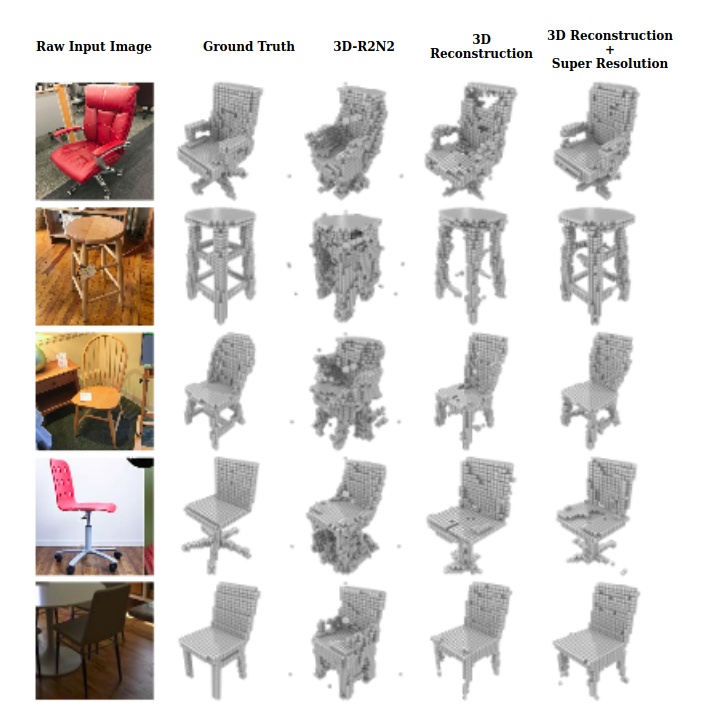 Raw Input Image
Ground Truth
3D-R2N2
3D
Reconstruction
3D Reconstruction
+
Super Resolution